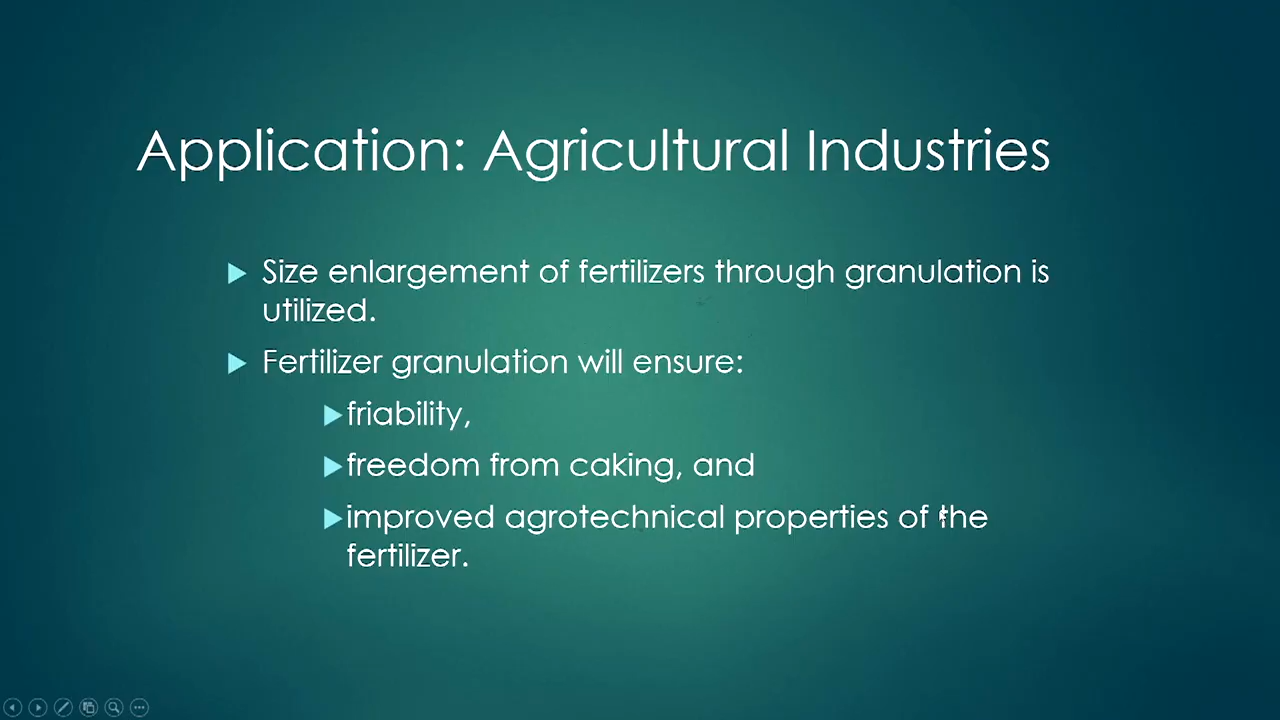 Application: Agricultural Industries
Size enlargement of fertilizers through granulation is
utilized.
Fertilizer granulation will ensure:
friability,
freedom from caking, and
improved agrotechnical properties of the
fertilizer.